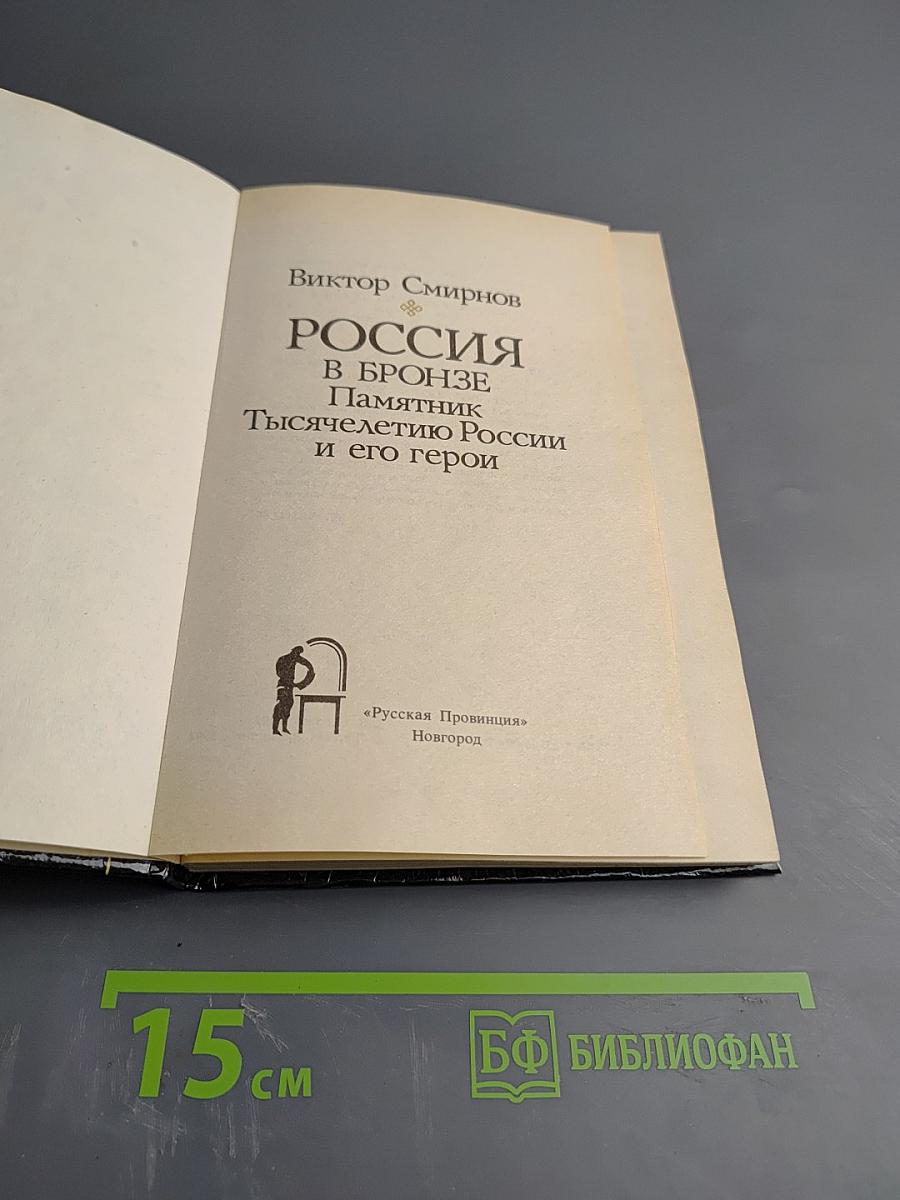 Виктор Смирнов
РОССИЯ
В БРОНЗЕ
Памятник
Тысячелетию России
и его герои
«Русская Провинция»
Новгород
15 см
БФ БИБЛИОФАН